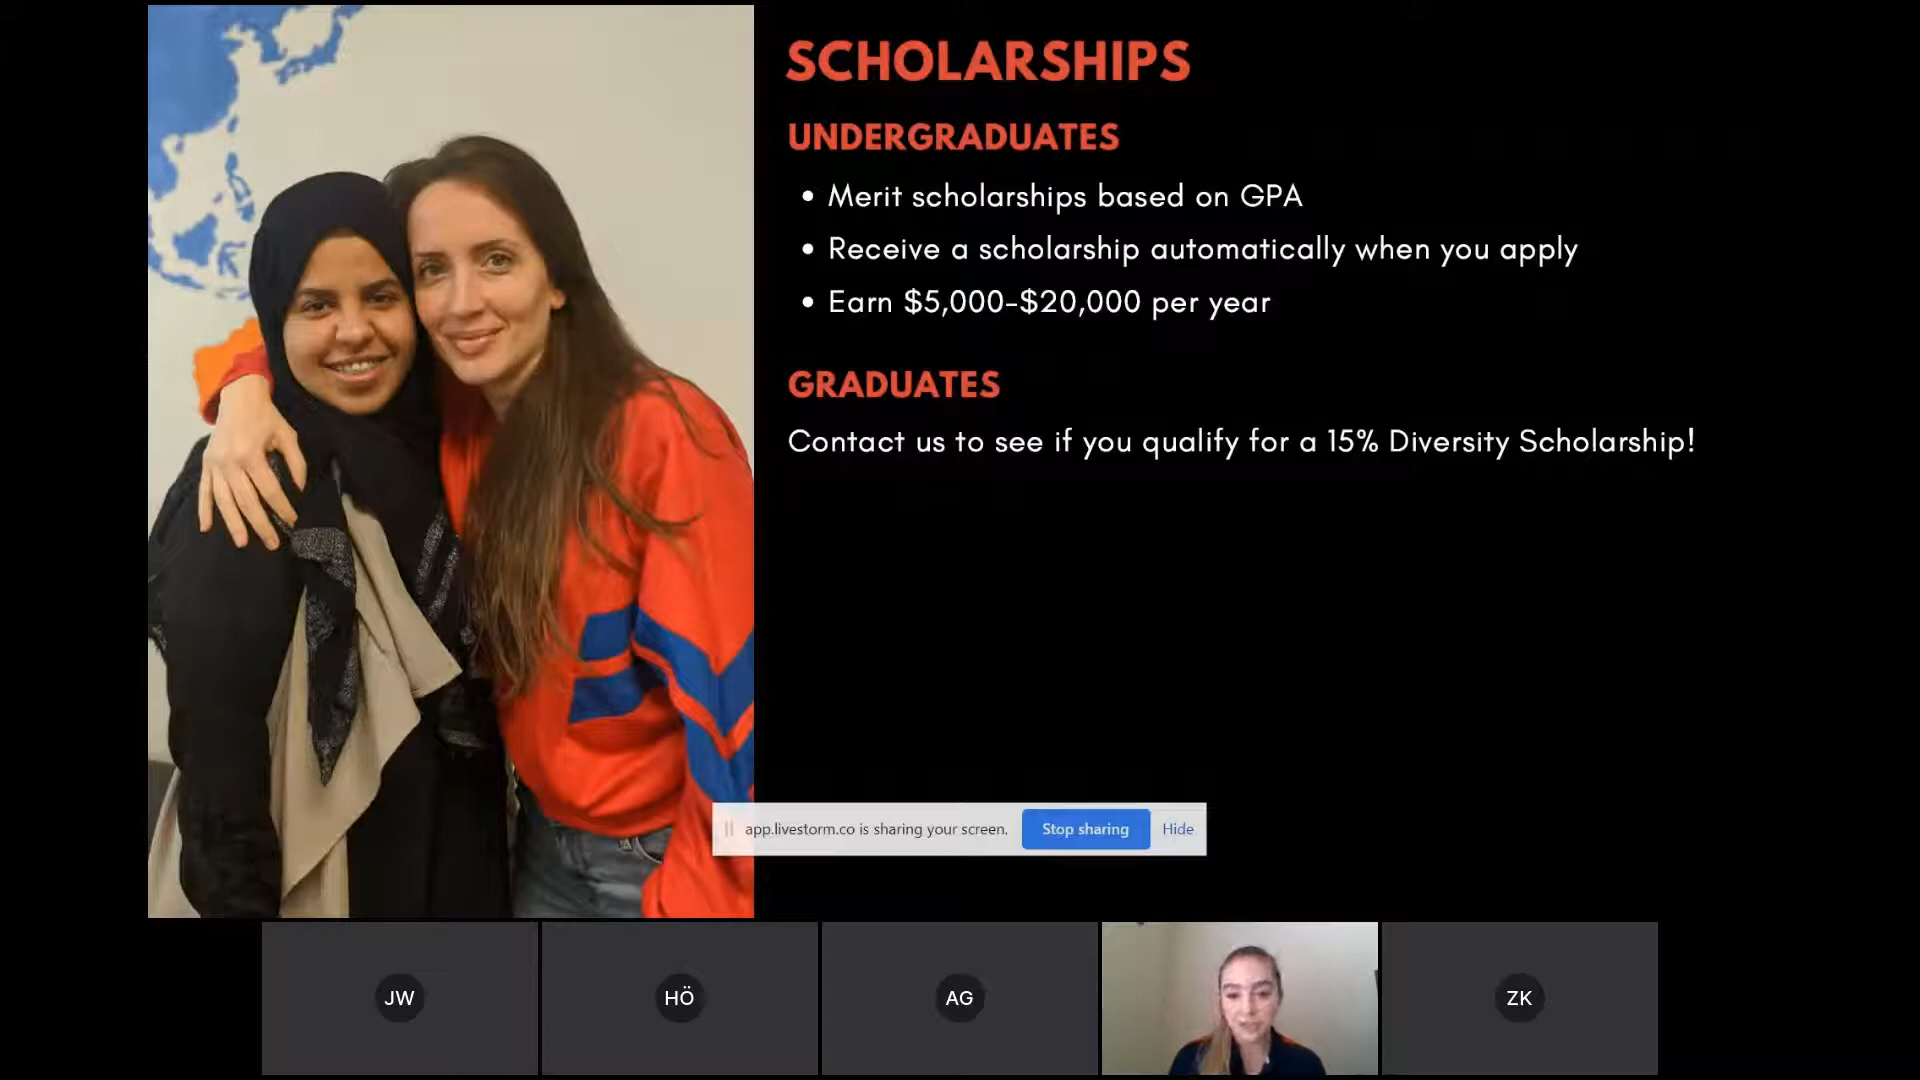 SCHOLARSHIPS
UNDERGRADUATES
• Merit scholarships based on GPA
• Receive a scholarship automatically when you apply
• Earn $5,000-$20,000 per year
GRADUATES
Contact us to see if you qualify for a 15% Diversity Scholarship!
app.livestorm.co is sharing your screen. Stop sharing Hide
JW HÖ AG ZK